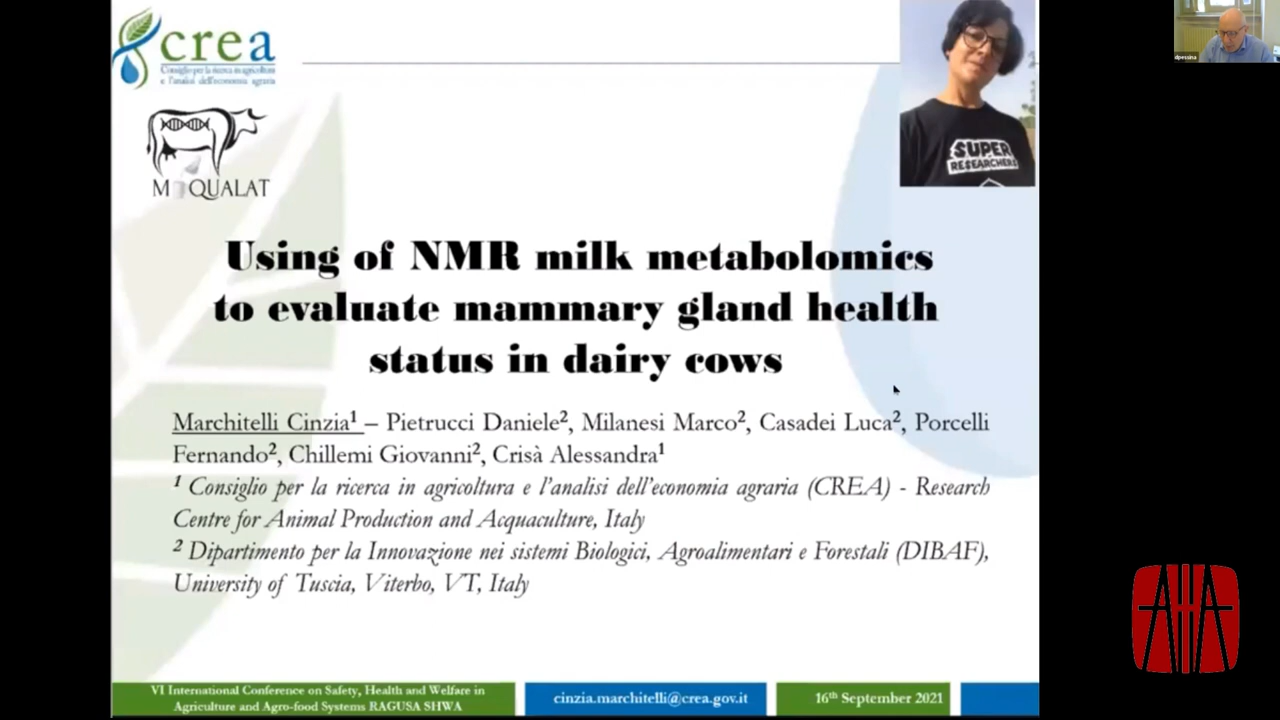 crea
Consiglio per la ricerca in agricoltura
e l'analisi dell'economia agraria
M QUALAT
SUPER
RESEARCHERS
dpessina
Using of NMR milk metabolomics
to evaluate mammary gland health
status in dairy cows
Marchitelli Cinzia¹ – Pietrucci Daniele², Milanesi Marco², Casadei Luca², Porcelli
Fernando², Chillemi Giovanni², Crisà Alessandra¹
¹ Consiglio per la ricerca in agricoltura e l'analisi dell'economia agraria (CREA) - Research
Centre for Animal Production and Acquaculture, Italy
² Dipartimento per la Innovazione nei sistemi Biologici, Agroalimentari e Forestali (DIBAF),
University of Tuscia, Viterbo, VT, Italy
VI International Conference on Safety, Health and Welfare in
Agriculture and Agro-food Systems RAGUSA SHWA
cinzia.marchitelli@crea.gov.it
16th September 2021
AIIA